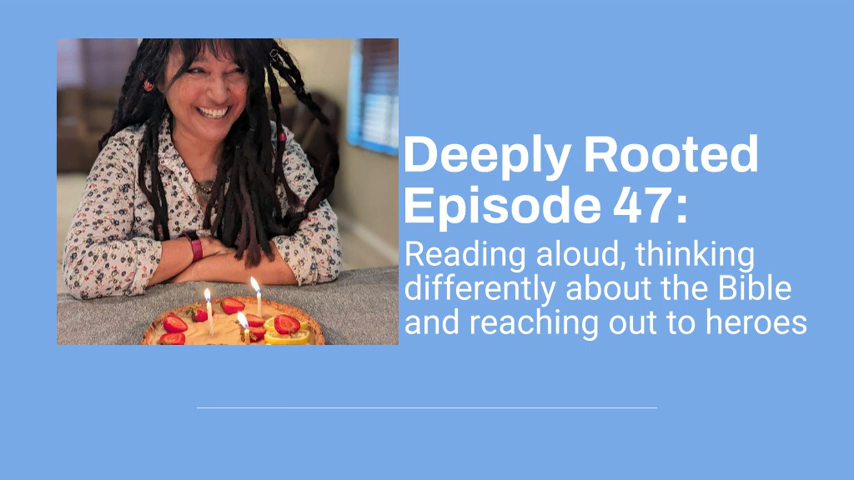 Deeply Rooted
Episode 47:
Reading aloud, thinking
differently about the Bible
and reaching out to heroes